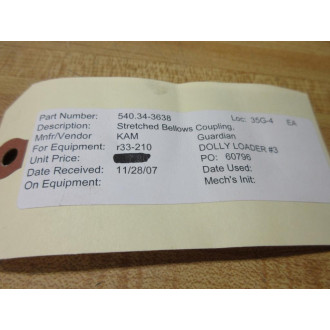 Part Number: 540.34-3638 Loc: 35G-4 EA
Description: Stretched Bellows Coupling,
Mnfr/Vendor KAM Guardian
For Equipment: r33-210 DOLLY LOADER #3
Unit Price: PO: 60796
Date Received: 11/28/07 Date Used:
On Equipment: Mech's Init: